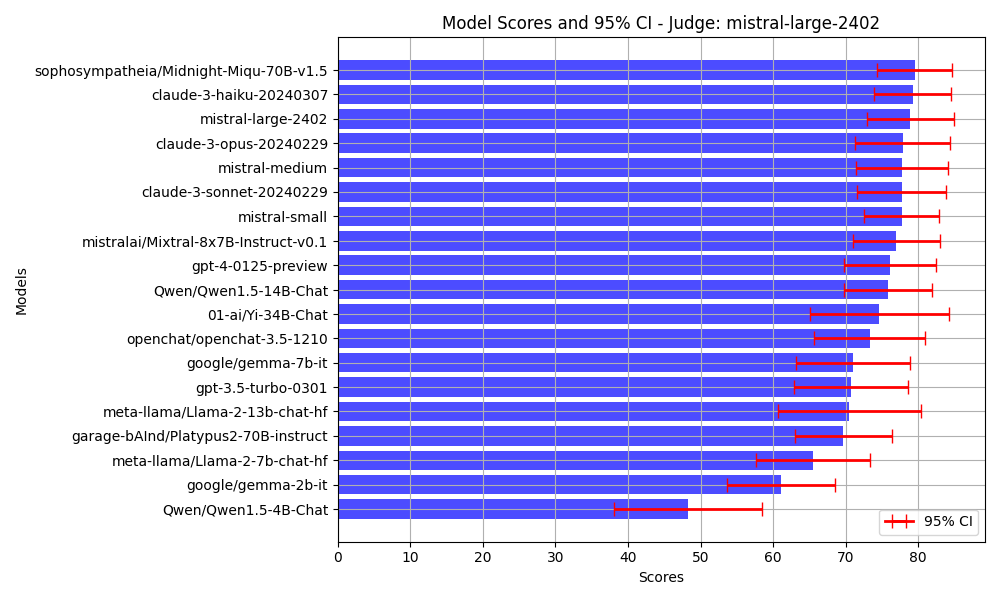 Model Scores and 95% CI - Judge: mistral-large-2402
sophosympatheia/Midnight-Miqu-70B-v1.5
claude-3-haiku-20240307
mistral-large-2402
claude-3-opus-20240229
mistral-medium
claude-3-sonnet-20240229
mistral-small
mistralai/Mixtral-8x7B-Instruct-v0.1
gpt-4-0125-preview
Qwen/Qwen1.5-14B-Chat
01-ai/Yi-34B-Chat
openchat/openchat-3.5-1210
google/gemma-7b-it
gpt-3.5-turbo-0301
meta-llama/Llama-2-13b-chat-hf
garage-bAInd/Platypus2-70B-instruct
meta-llama/Llama-2-7b-chat-hf
google/gemma-2b-it
Qwen/Qwen1.5-4B-Chat
Models
95% CI
0 10 20 30 40 50 60 70 80
Scores